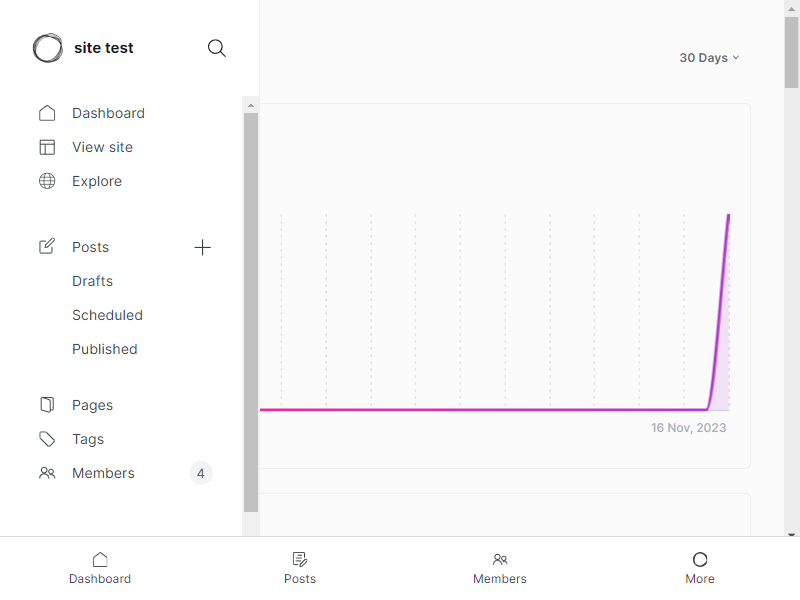 site test
30 Days
Dashboard
View site
Explore
Posts
Drafts
Scheduled
Published
Pages
Tags
Members 4
16 Nov, 2023
Dashboard Posts Members More